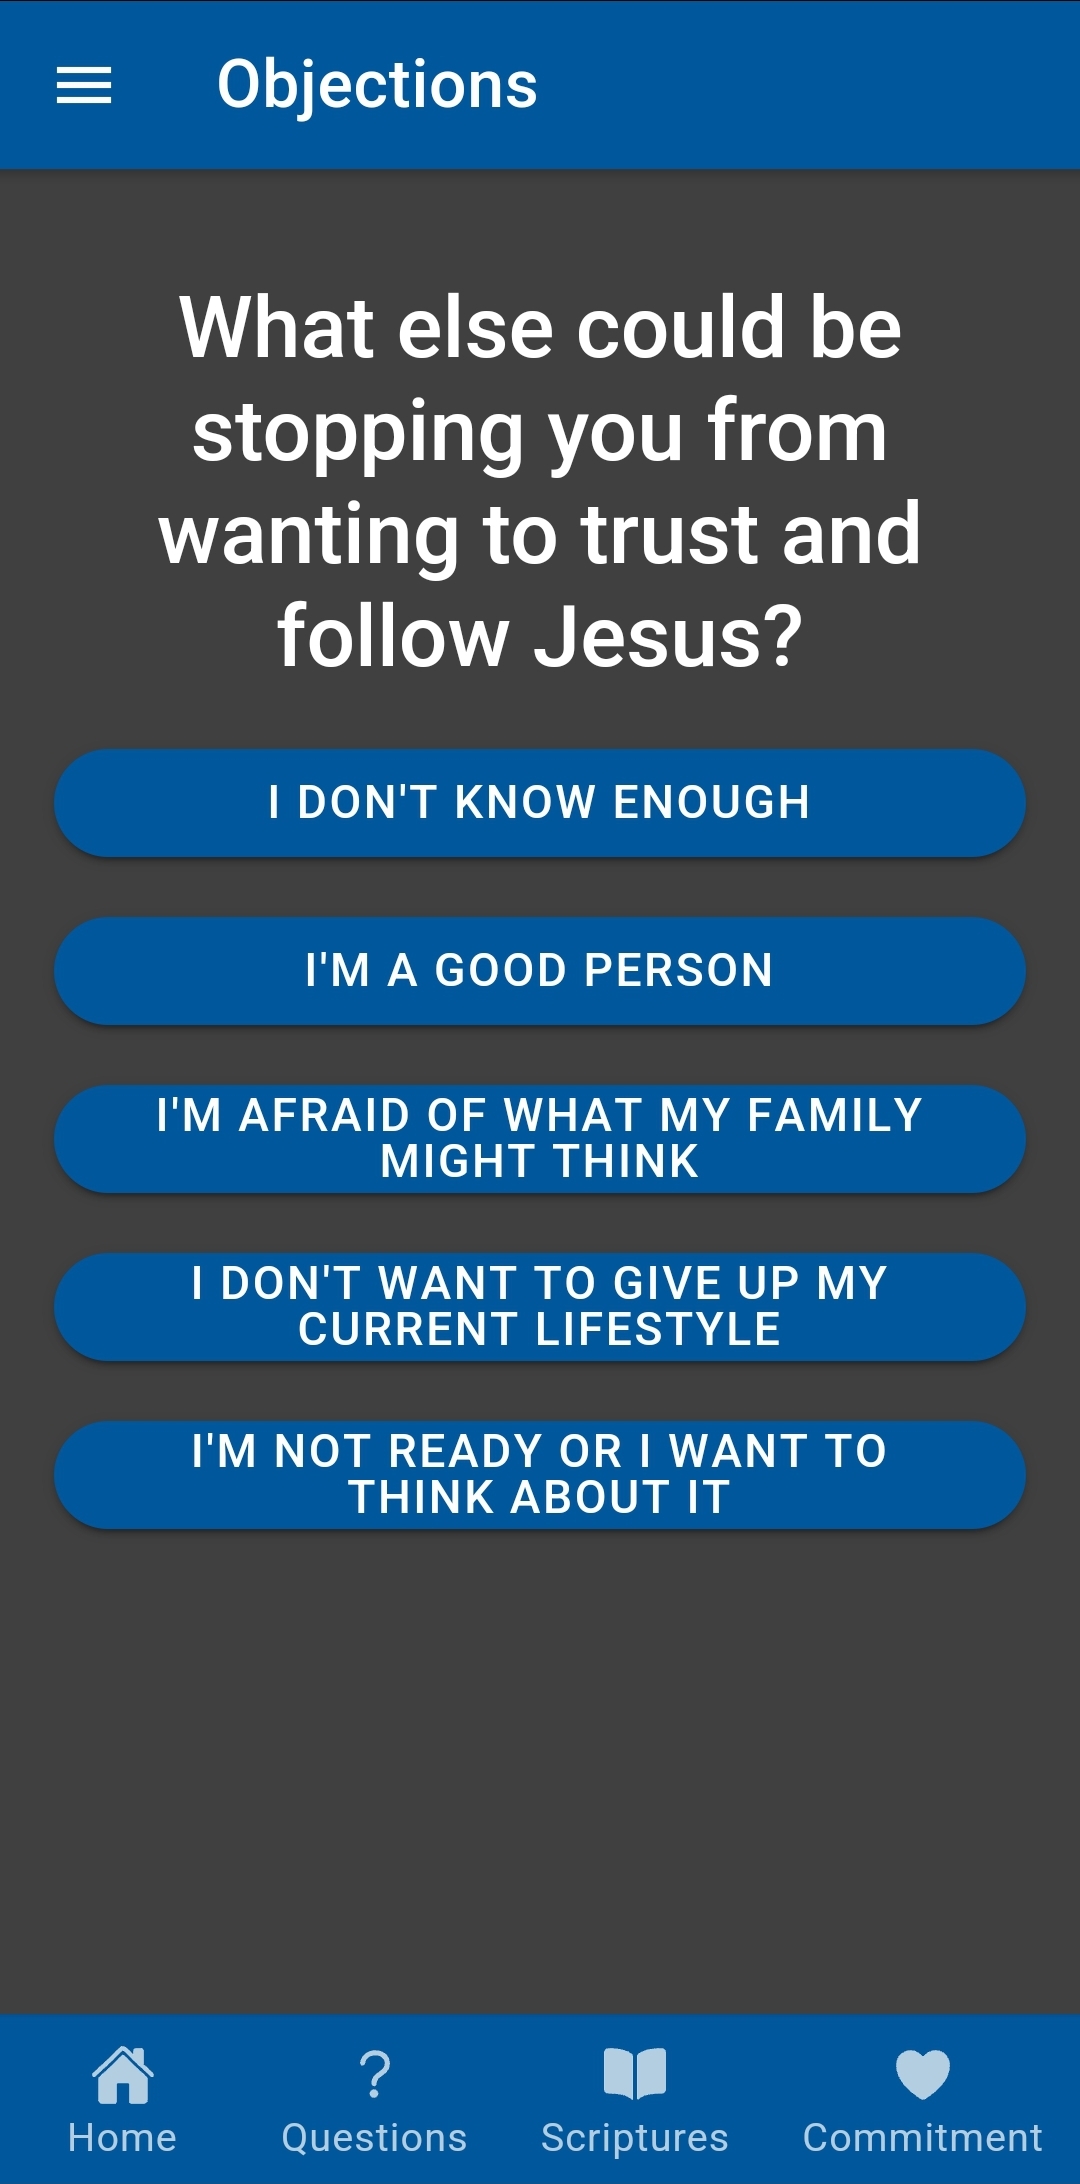 Objections
What else could be
stopping you from
wanting to trust and
follow Jesus?
I DON'T KNOW ENOUGH
I'M A GOOD PERSON
I'M AFRAID OF WHAT MY FAMILY
MIGHT THINK
I DON'T WANT TO GIVE UP MY
CURRENT LIFESTYLE
I'M NOT READY OR I WANT TO
THINK ABOUT IT
Home
Questions
Scriptures
Commitment